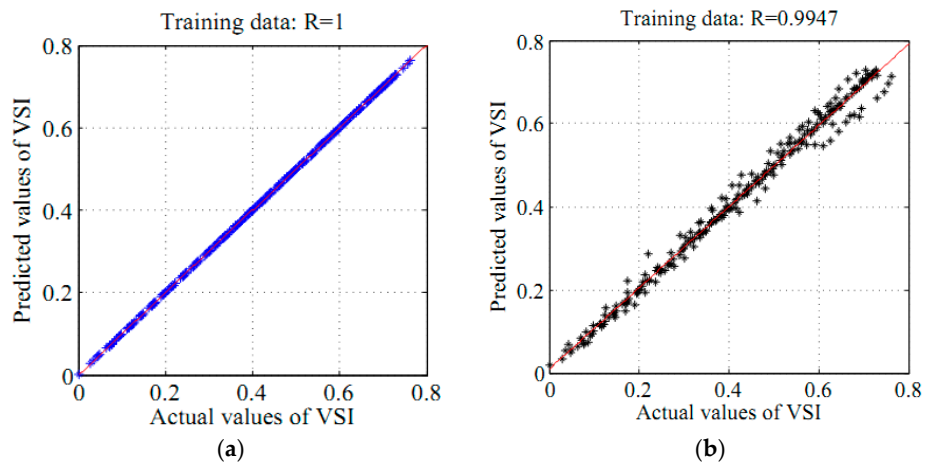 Training data: R=1
Predicted values of VSI
0.8
0.6
0.4
0.2
0
0
0.2
0.4
0.6
0.8
Actual values of VSI
(a)
Training data: R=0.9947
Predicted values of VSI
0.8
0.6
0.4
0.2
0
0
0.2
0.4
0.6
0.8
Actual values of VSI
(b)